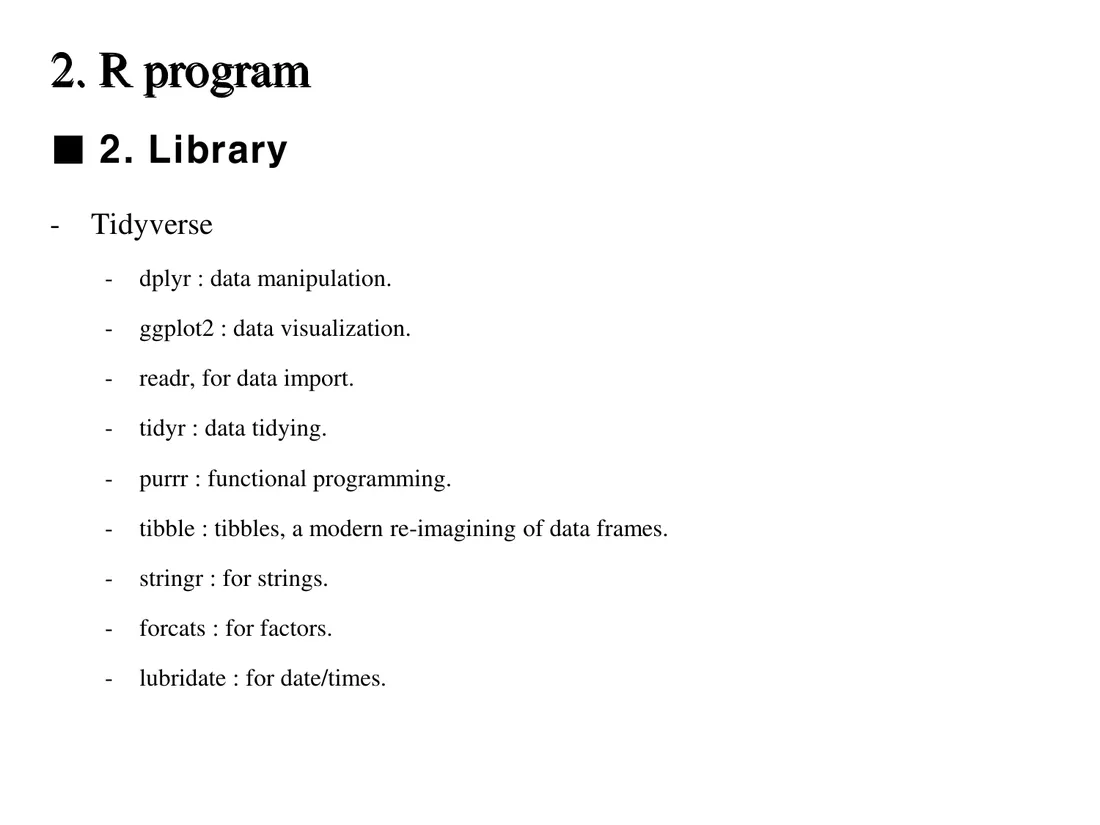 2. R program
■ 2. Library
- Tidyverse
- dplyr : data manipulation.
- ggplot2 : data visualization.
- readr, for data import.
- tidyr : data tidying.
- purrr : functional programming.
- tibble : tibbles, a modern re-imagining of data frames.
- stringr : for strings.
- forcats : for factors.
- lubridate : for date/times.